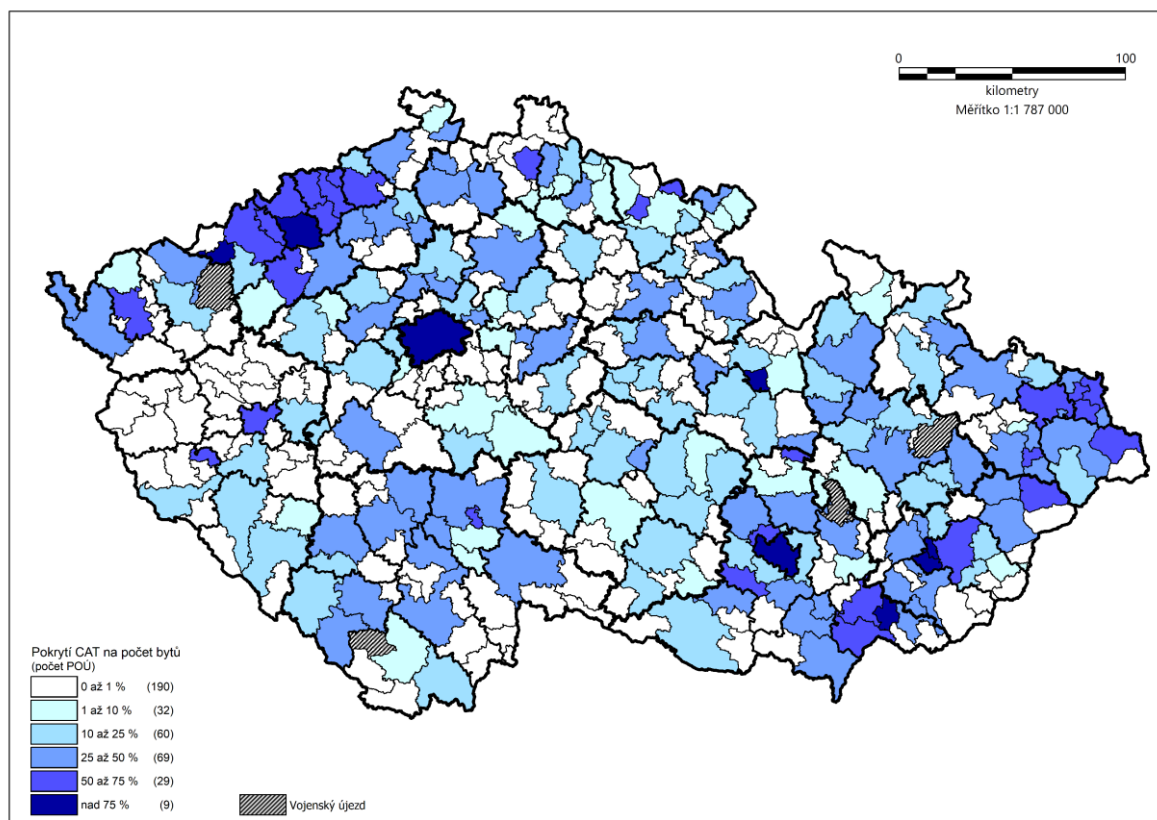 0 100
kilometry
Měřítko 1:1 787 000
Pokrytí CAT na počet bytů
(počet POÚ)
0 až 1 % (190)
1 až 10 % (32)
10 až 25 % (60)
25 až 50 % (69)
50 až 75 % (29)
nad 75 % (9)
Vojenský újezd